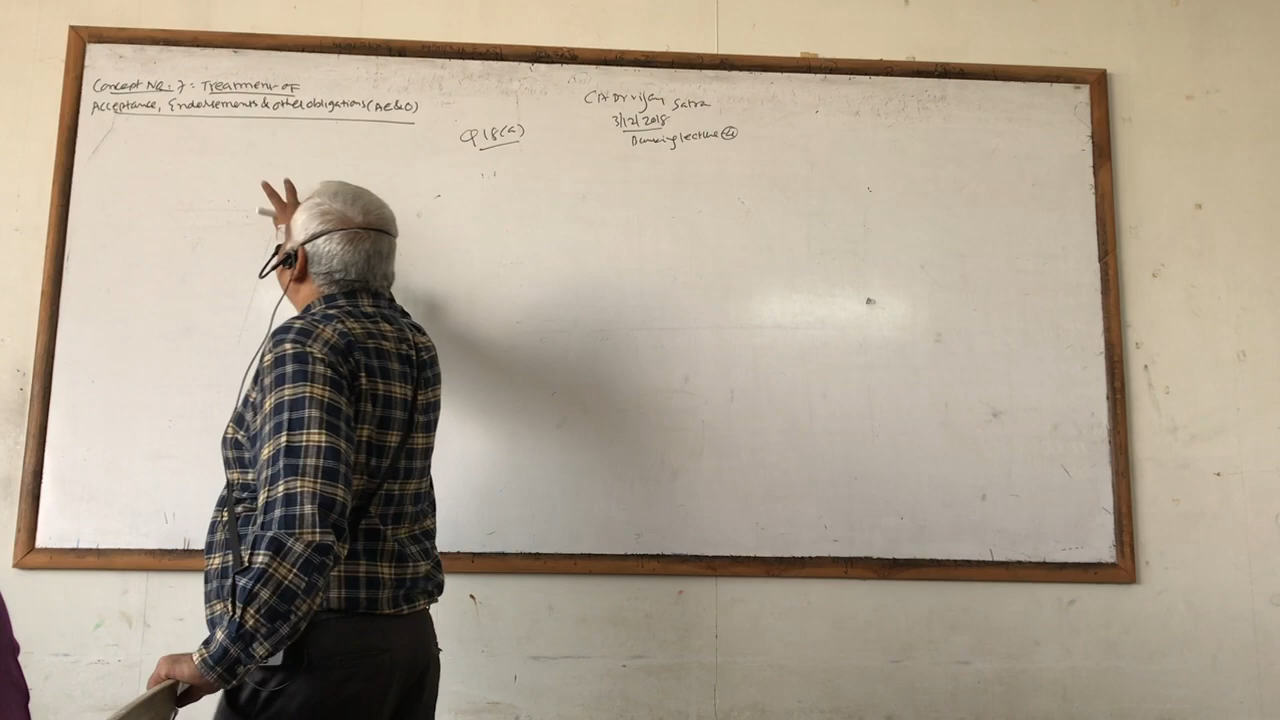 Concept No. 7: Treatment of
Acceptance, Endorsements & other obligations (AE&O)
Q 18(a)
CA Dr Vijay Satra
3/12/2018
Banking lecture 4